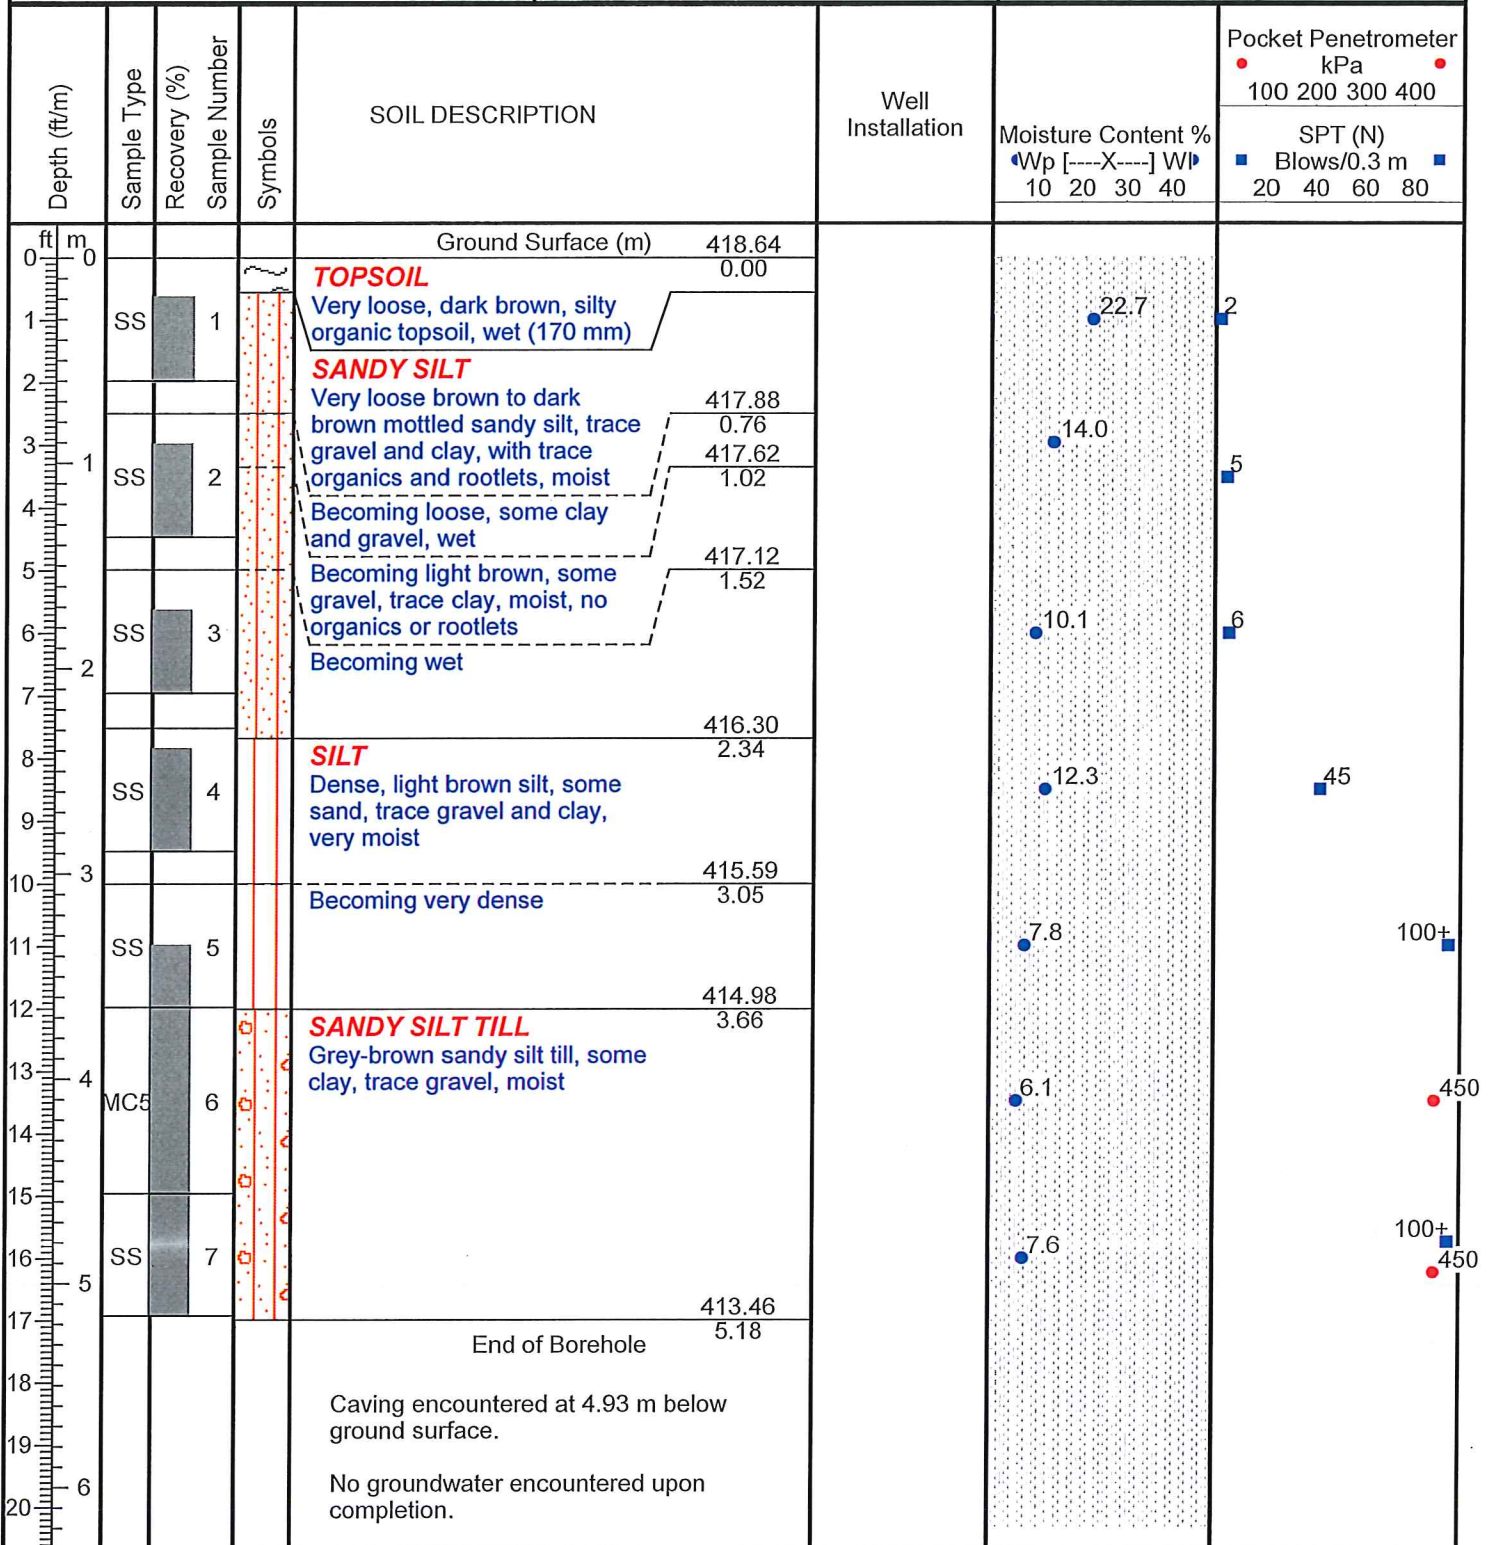 Depth (ft/m)
Sample Type
Recovery (%)
Sample Number
Symbols
SOIL DESCRIPTION
Well
Installation
Moisture Content %
Wp [----X----] Wl
10 20 30 40
Pocket Penetrometer
kPa
100 200 300 400
SPT (N)
Blows/0.3 m
20 40 60 80
ft m
Ground Surface (m) 418.64
0 0
0.00
TOPSOIL
Very loose, dark brown, silty
organic topsoil, wet (170 mm)
1 SS 1 22.7 2
SANDY SILT
2
Very loose brown to dark
brown mottled sandy silt, trace
gravel and clay, with trace
organics and rootlets, moist
417.88
0.76
3 14.0
417.62
1.02
1
SS 2 5
4
Becoming loose, some clay
and gravel, wet
417.12
1.52
5
Becoming light brown, some
gravel, trace clay, moist, no
organics or rootlets
6 SS 3 10.1 6
Becoming wet
2
7
416.30
2.34
8
SILT
Dense, light brown silt, some
sand, trace gravel and clay,
very moist
SS 4 12.3 45
9
415.59
3.05
3
10
Becoming very dense
11 SS 5 7.8 100+
414.98
3.66
12
SANDY SILT TILL
Grey-brown sandy silt till, some
clay, trace gravel, moist
13 4
MC5 6 6.1 450
14
15
16 SS 7 7.6 100+
450
5
413.46
5.18
17
End of Borehole
18
Caving encountered at 4.93 m below
ground surface.
19
No groundwater encountered upon
completion.
6
20